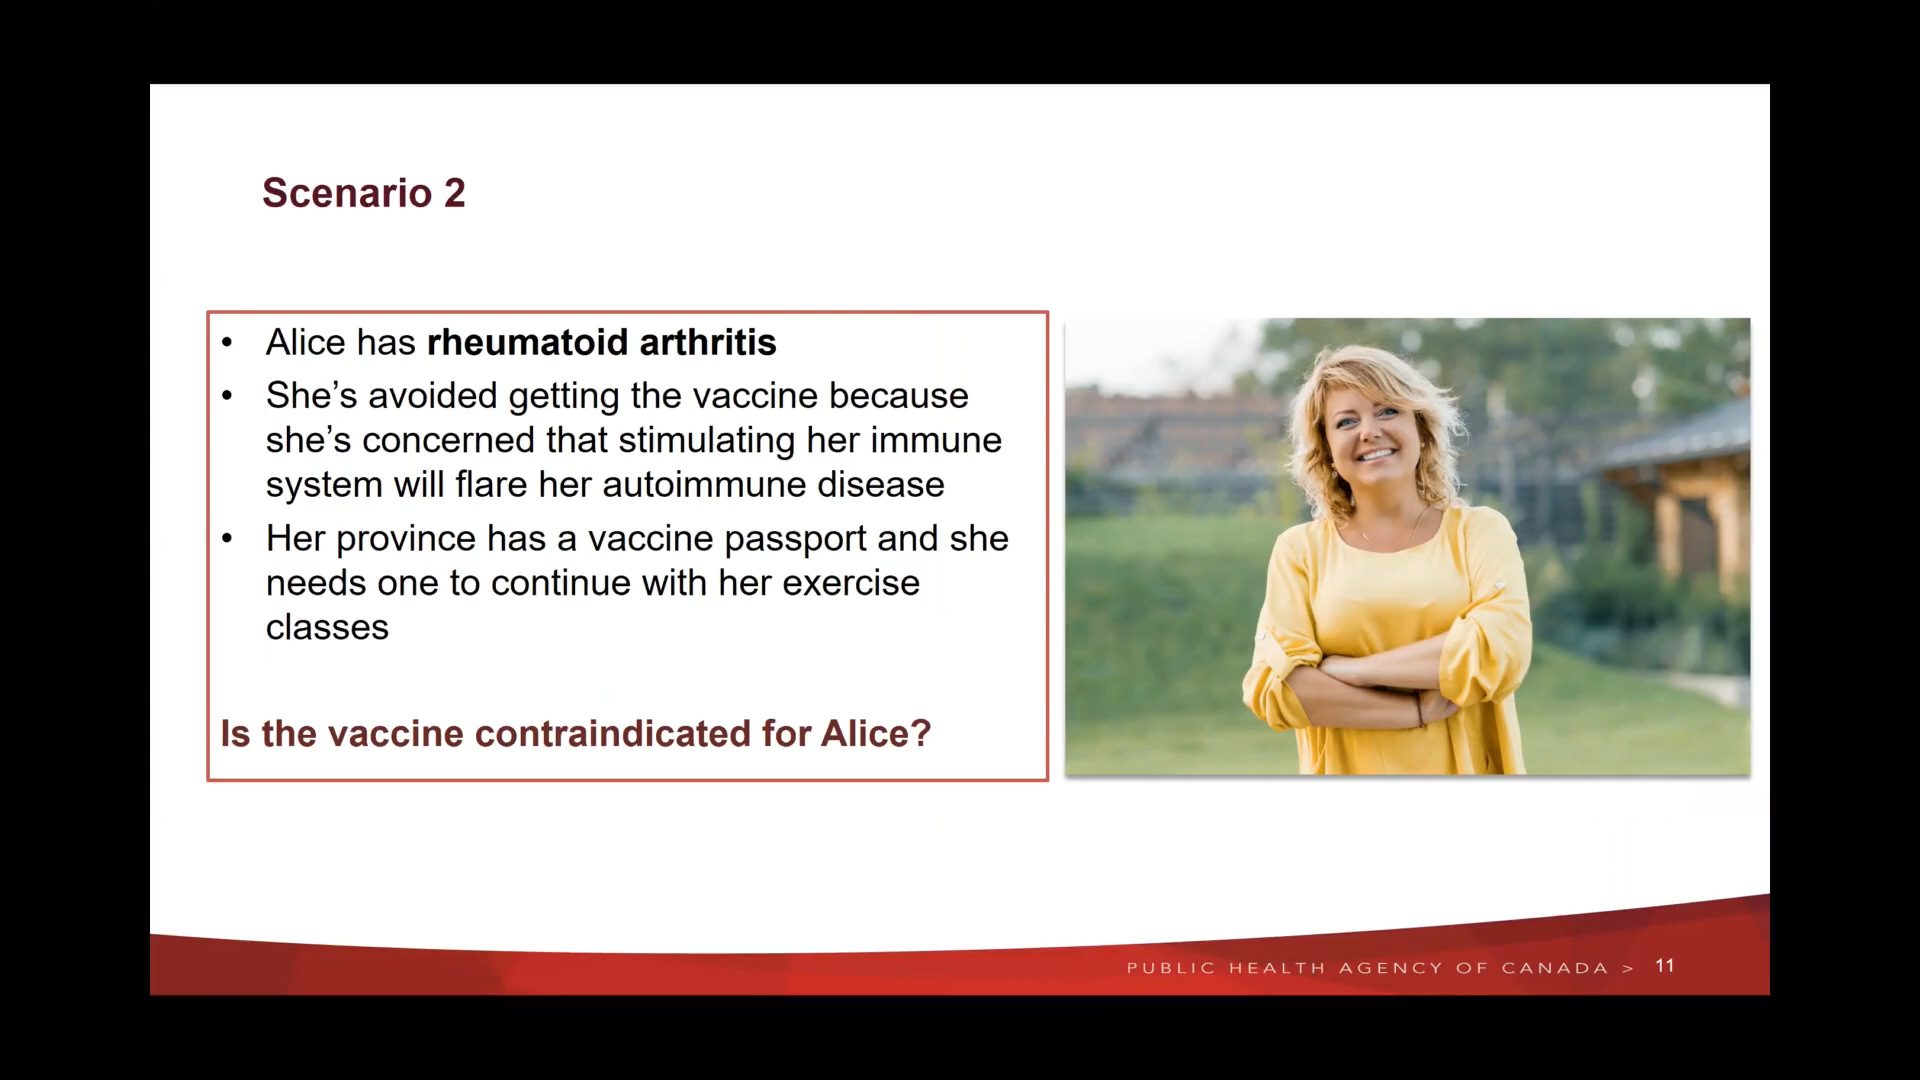 Scenario 2
• Alice has rheumatoid arthritis
• She’s avoided getting the vaccine because
she’s concerned that stimulating her immune
system will flare her autoimmune disease
• Her province has a vaccine passport and she
needs one to continue with her exercise
classes
Is the vaccine contraindicated for Alice?
PUBLIC HEALTH AGENCY OF CANADA > 11